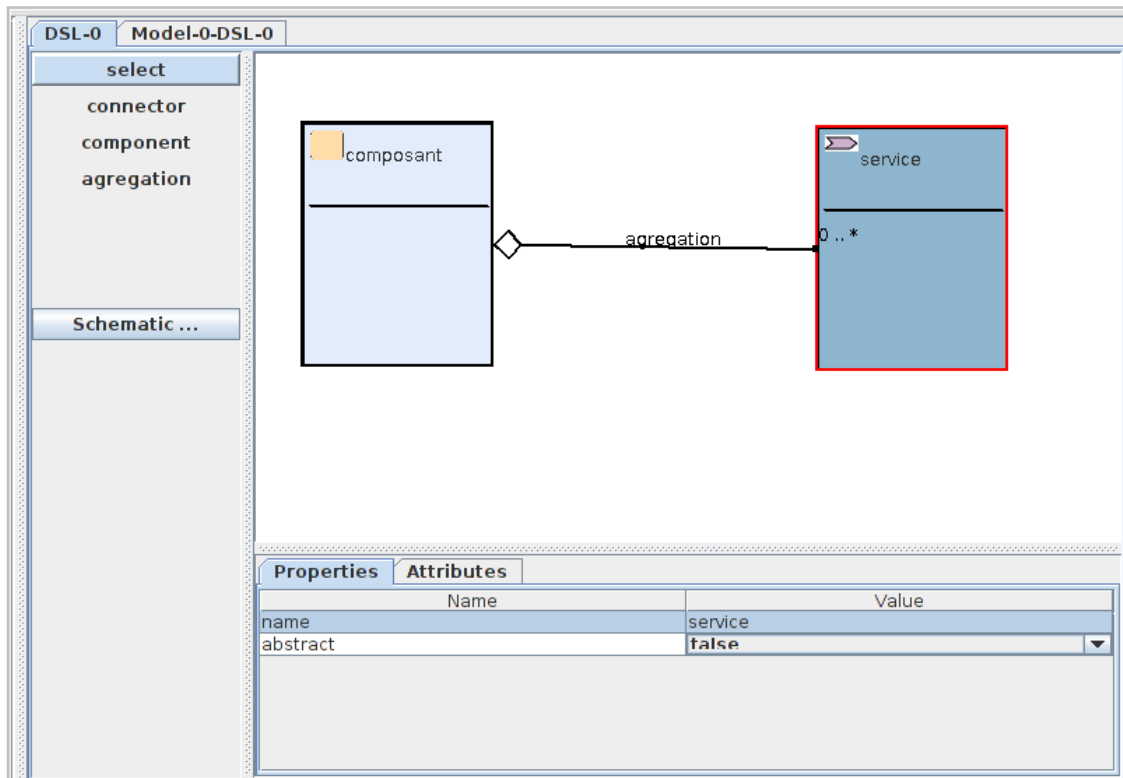 DSL-0 Model-0-DSL-0
select
connector
component
agregation
Schematic ...
composant
service
agregation
0 .. *
Properties Attributes
Name Value
name service
abstract false